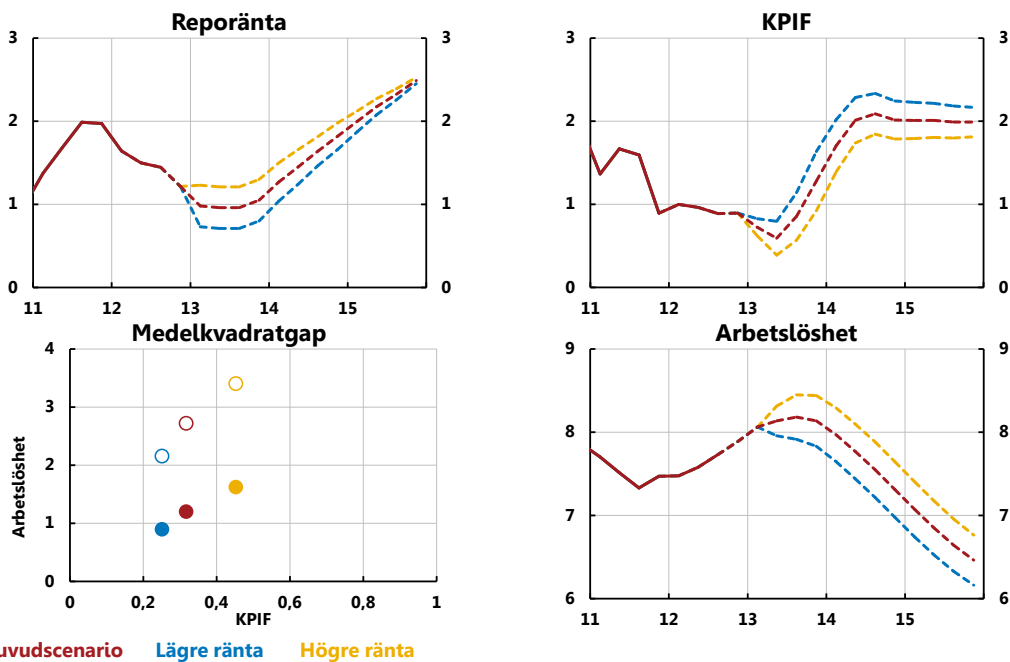 Reporänta
3 3
2 2
1 1
0 0
11 12 13 14 15
KPIF
3 3
2 2
1 1
0 0
11 12 13 14 15
Medelkvadratgap
4
3
2
1
0
Arbetslöshet
0 0,2 0,4 0,6 0,8 1
KPIF
Arbetslöshet
9 9
8 8
7 7
6 6
11 12 13 14 15
uvudscenario Lägre ränta Högre ränta